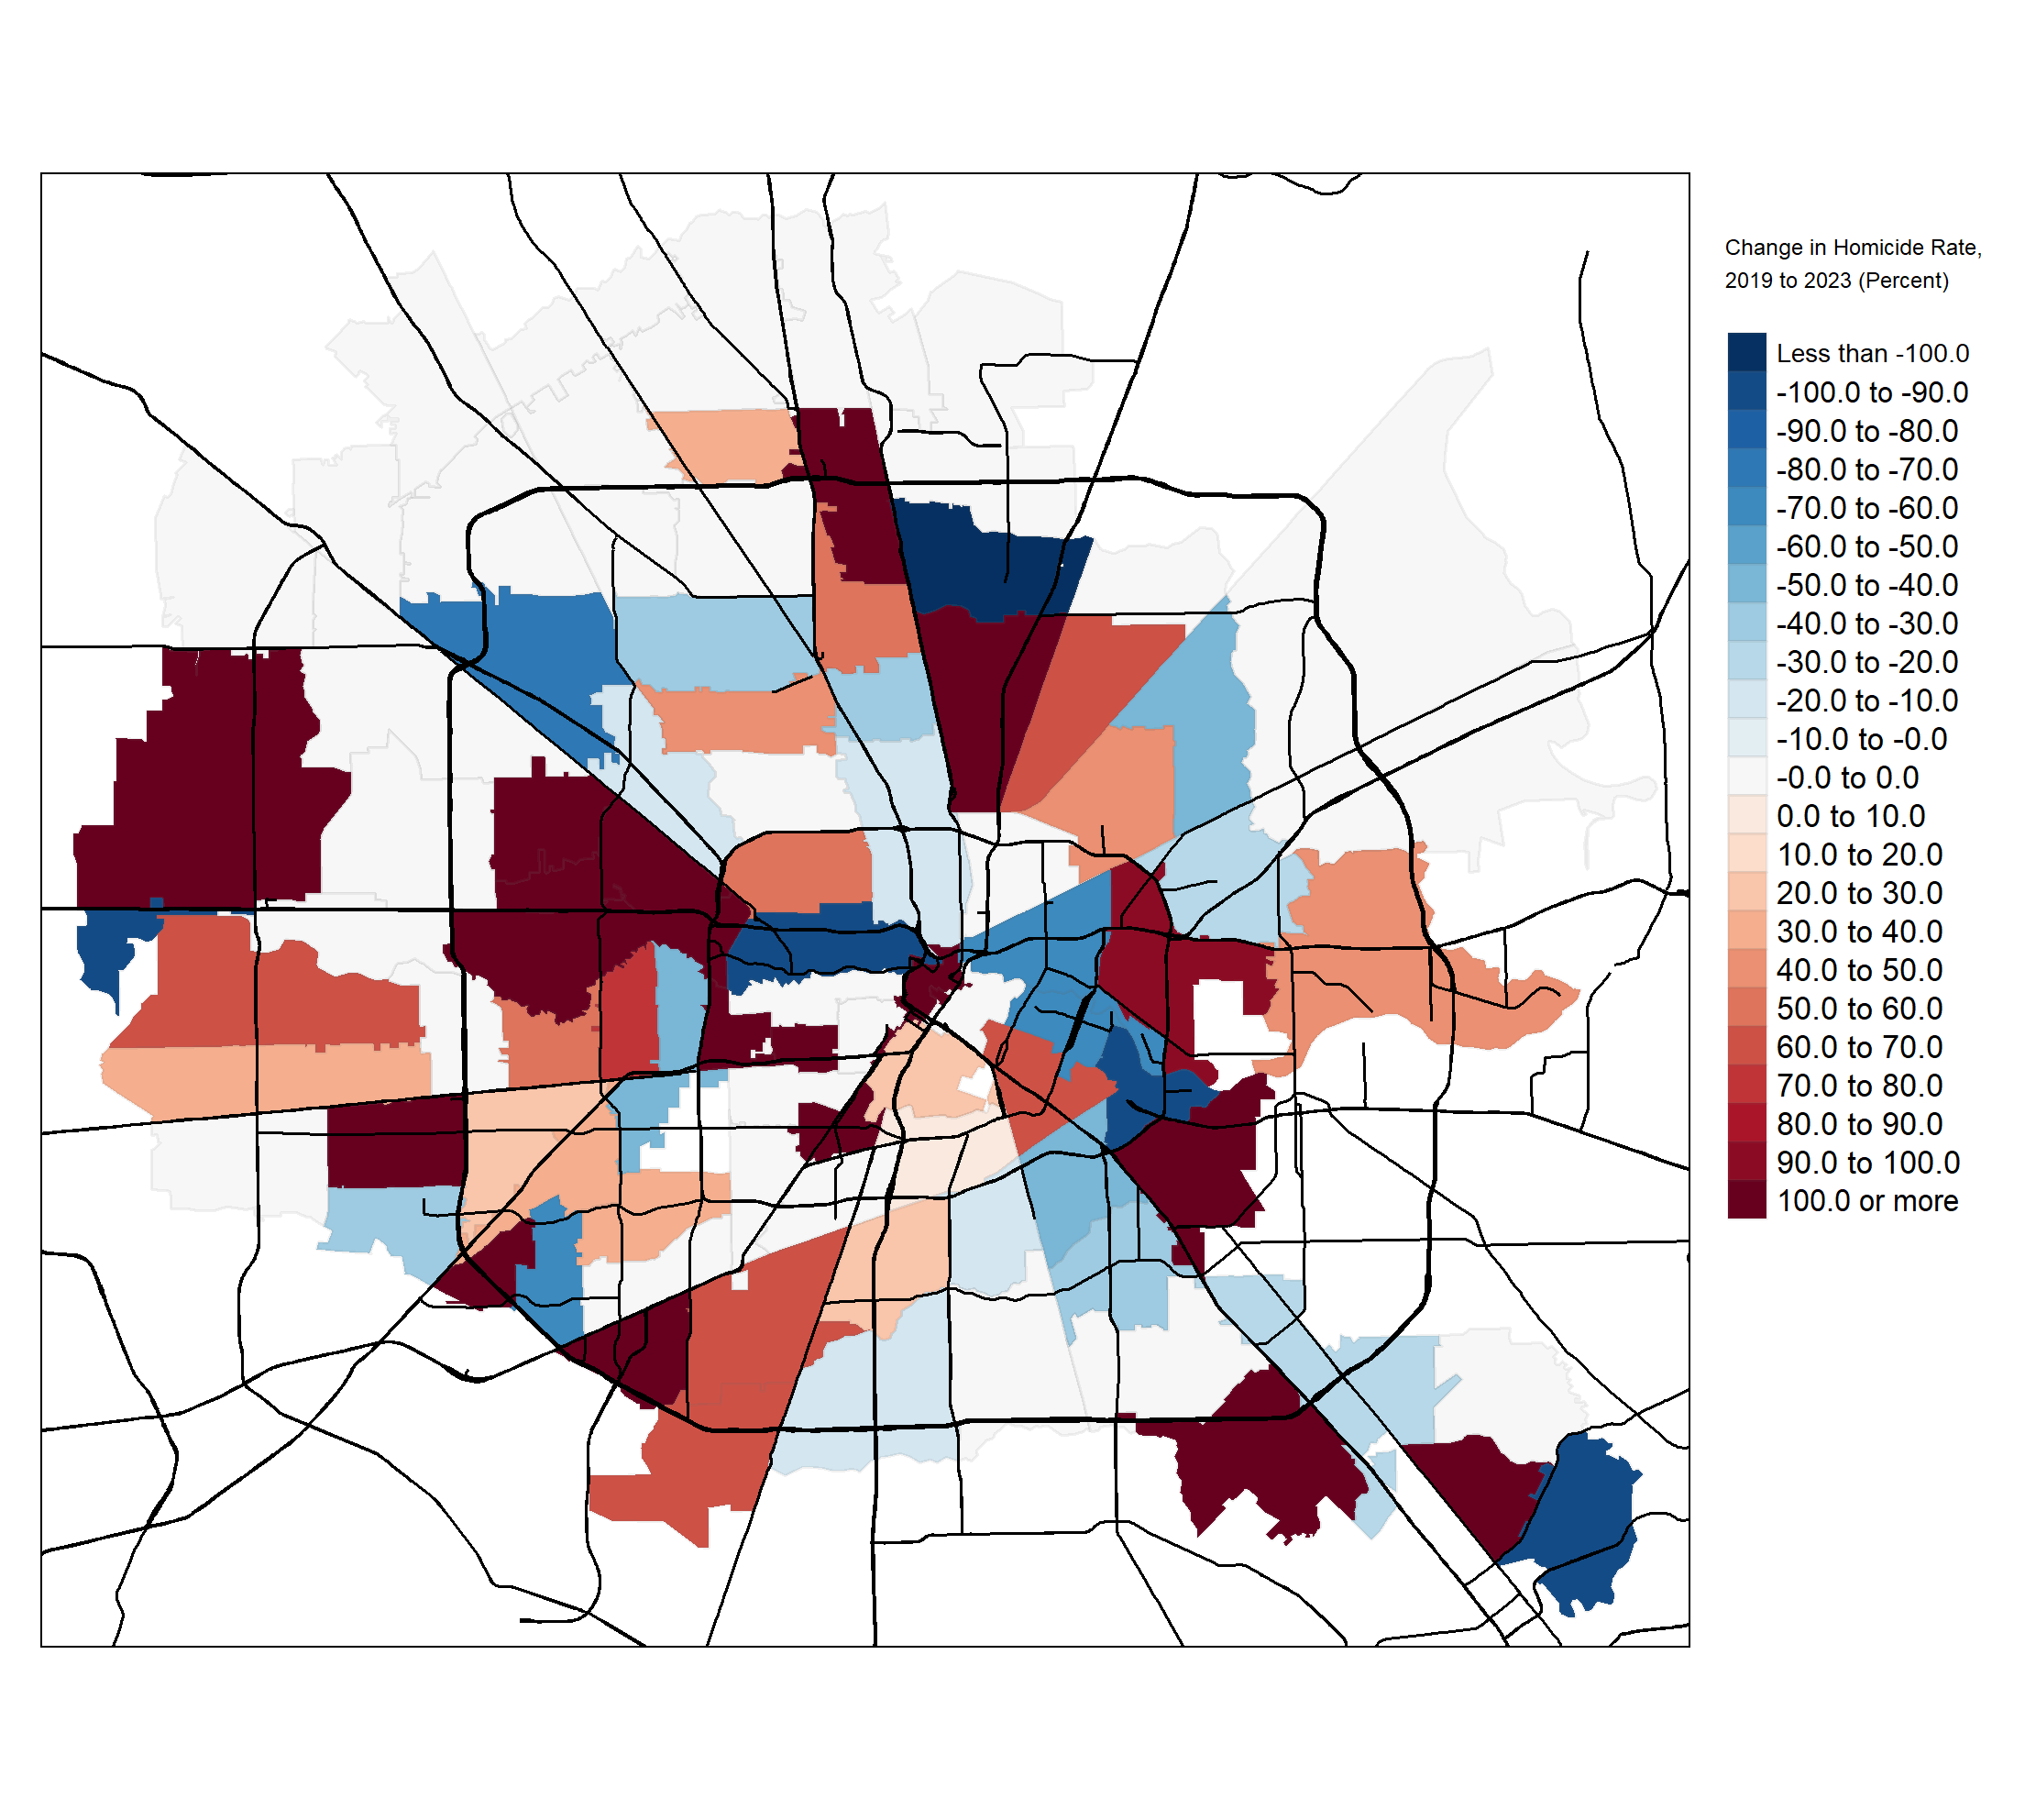 Change in Homicide Rate,
2019 to 2023 (Percent)
Less than -100.0
-100.0 to -90.0
-90.0 to -80.0
-80.0 to -70.0
-70.0 to -60.0
-60.0 to -50.0
-50.0 to -40.0
-40.0 to -30.0
-30.0 to -20.0
-20.0 to -10.0
-10.0 to -0.0
-0.0 to 0.0
0.0 to 10.0
10.0 to 20.0
20.0 to 30.0
30.0 to 40.0
40.0 to 50.0
50.0 to 60.0
60.0 to 70.0
70.0 to 80.0
80.0 to 90.0
90.0 to 100.0
100.0 or more